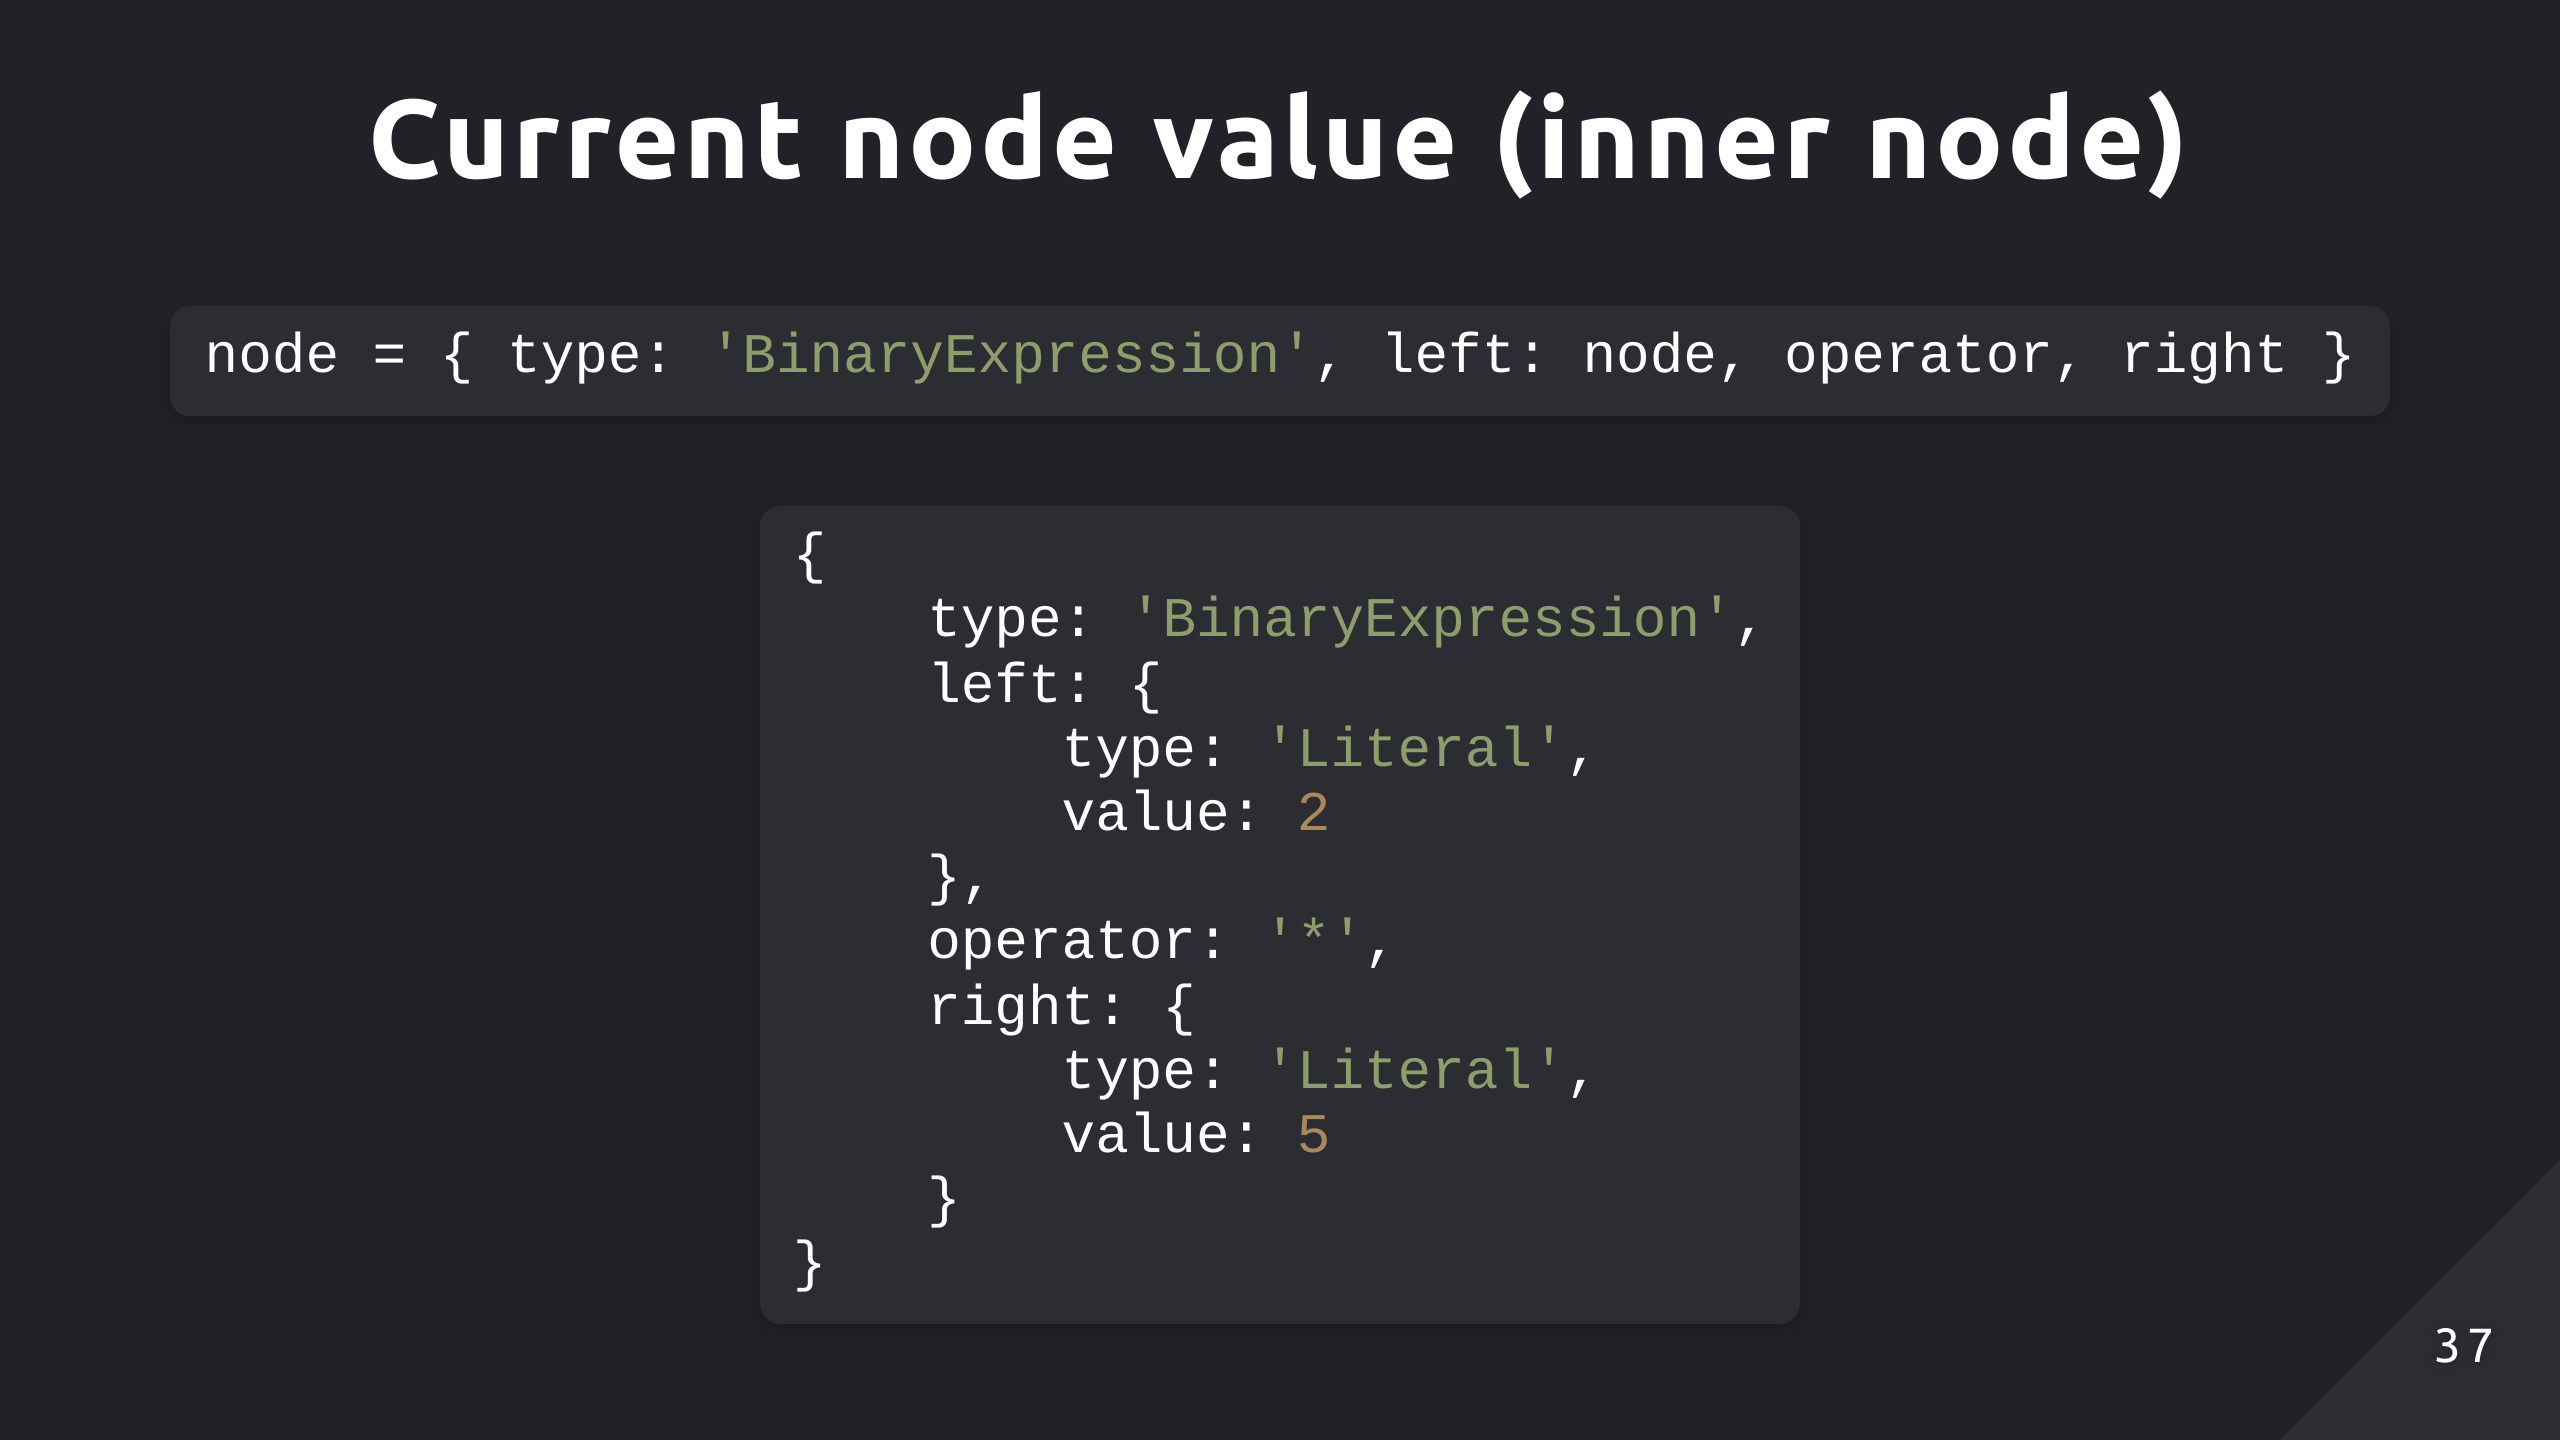 Current node value (inner node)
node = { type: 'BinaryExpression', left: node, operator, right }
{
    type: 'BinaryExpression',
    left: {
        type: 'Literal',
        value: 2
    },
    operator: '*',
    right: {
        type: 'Literal',
        value: 5
    }
}
37